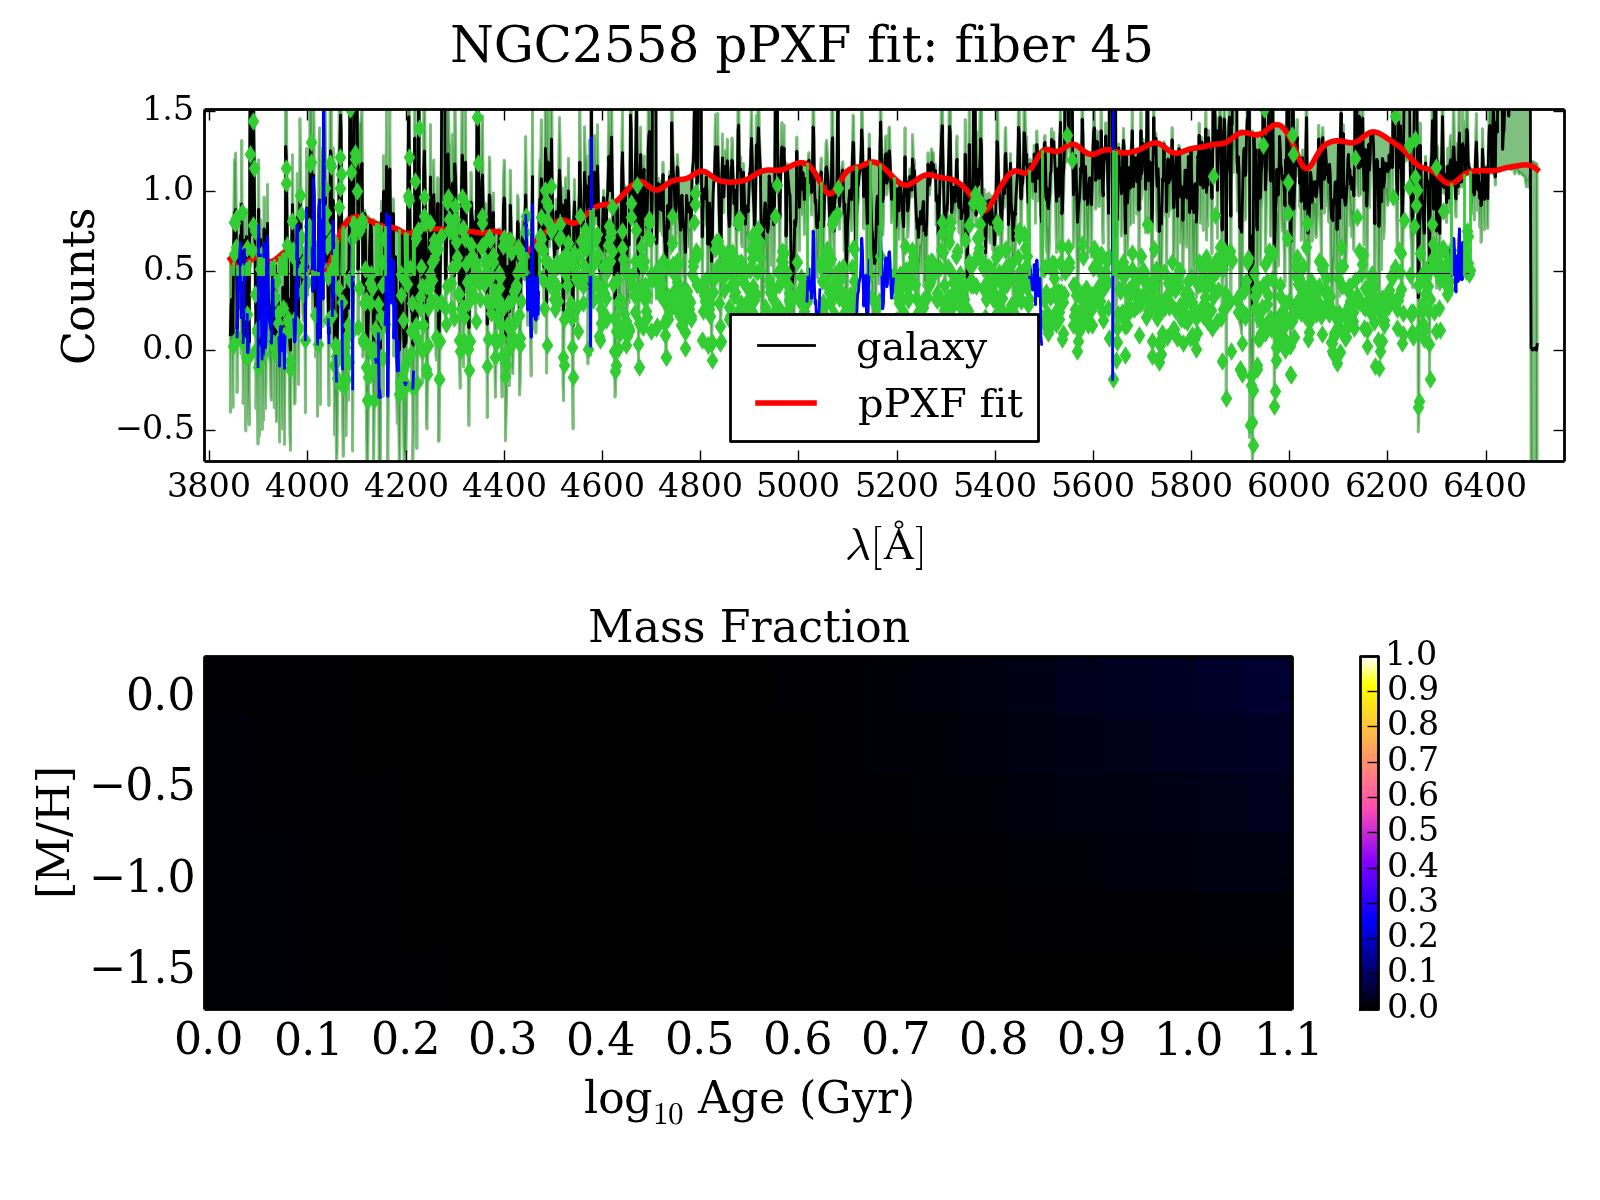 NGC2558 pPXF fit: fiber 45
1.5
1.0
0.5
0.0
−0.5
Counts
galaxy
pPXF fit
3800 4000 4200 4400 4600 4800 5000 5200 5400 5600 5800 6000 6200 6400
λ[Å]
Mass Fraction
0.0
−0.5
−1.0
−1.5
[M/H]
0.0 0.1 0.2 0.3 0.4 0.5 0.6 0.7 0.8 0.9 1.0 1.1
log₁₀ Age (Gyr)
1.0
0.9
0.8
0.7
0.6
0.5
0.4
0.3
0.2
0.1
0.0